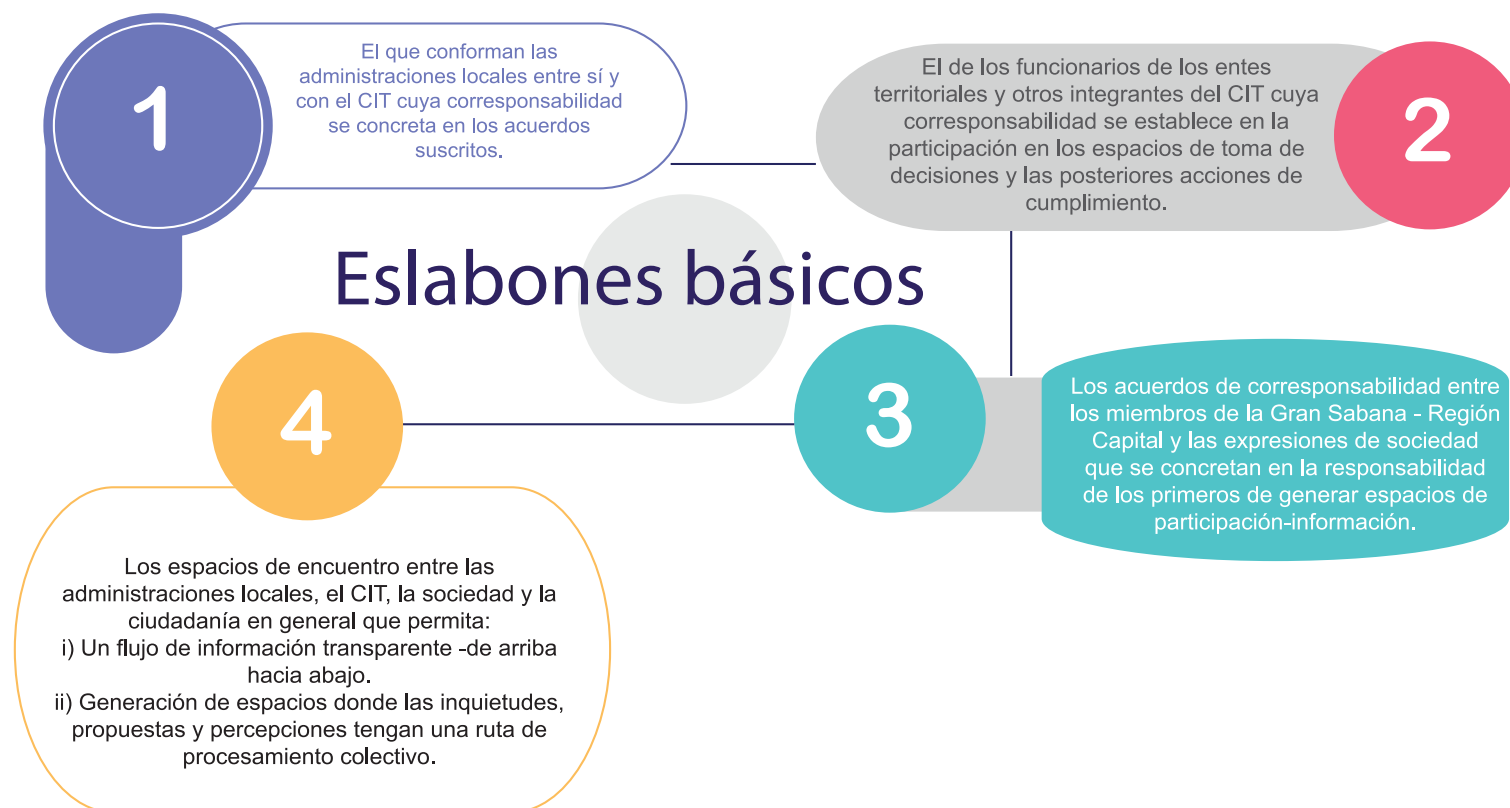 1
El que conforman las
administraciones locales entre sí y
con el CIT cuya corresponsabilidad
se concreta en los acuerdos
suscritos.
El de los funcionarios de los entes
territoriales y otros integrantes del CIT cuya
corresponsabilidad se establece en la
participación en los espacios de toma de
decisiones y las posteriores acciones de
cumplimiento.
2
Eslabones básicos
3
Los acuerdos de corresponsabilidad entre
los miembros de la Gran Sabana - Región
Capital y las expresiones de sociedad
que se concretan en la responsabilidad
de los primeros de generar espacios de
participación-información.
4
Los espacios de encuentro entre las
administraciones locales, el CIT, la sociedad y la
ciudadanía en general que permita:
i) Un flujo de información transparente -de arriba
hacia abajo.
ii) Generación de espacios donde las inquietudes,
propuestas y percepciones tengan una ruta de
procesamiento colectivo.